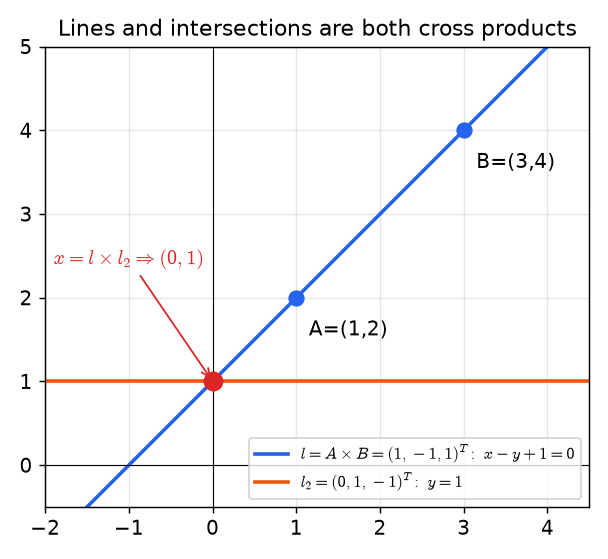 Lines and intersections are both cross products
5
4
3
2
1
0
B=(3,4)
x = l × l₂ ⇒ (0, 1)
A=(1,2)
l = A × B = (1, −1, 1)ᵀ: x − y + 1 = 0
l₂ = (0, 1, −1)ᵀ: y = 1
−2 −1 0 1 2 3 4